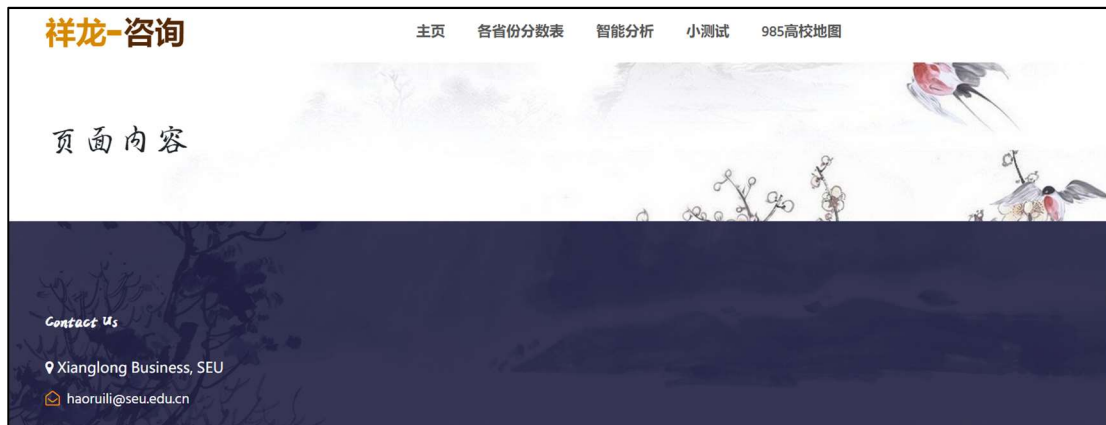 祥龙-咨询
主页 各省份分数表 智能分析 小测试 985高校地图
页面内容
Contact Us
Xianglong Business, SEU
haoruili@seu.edu.cn